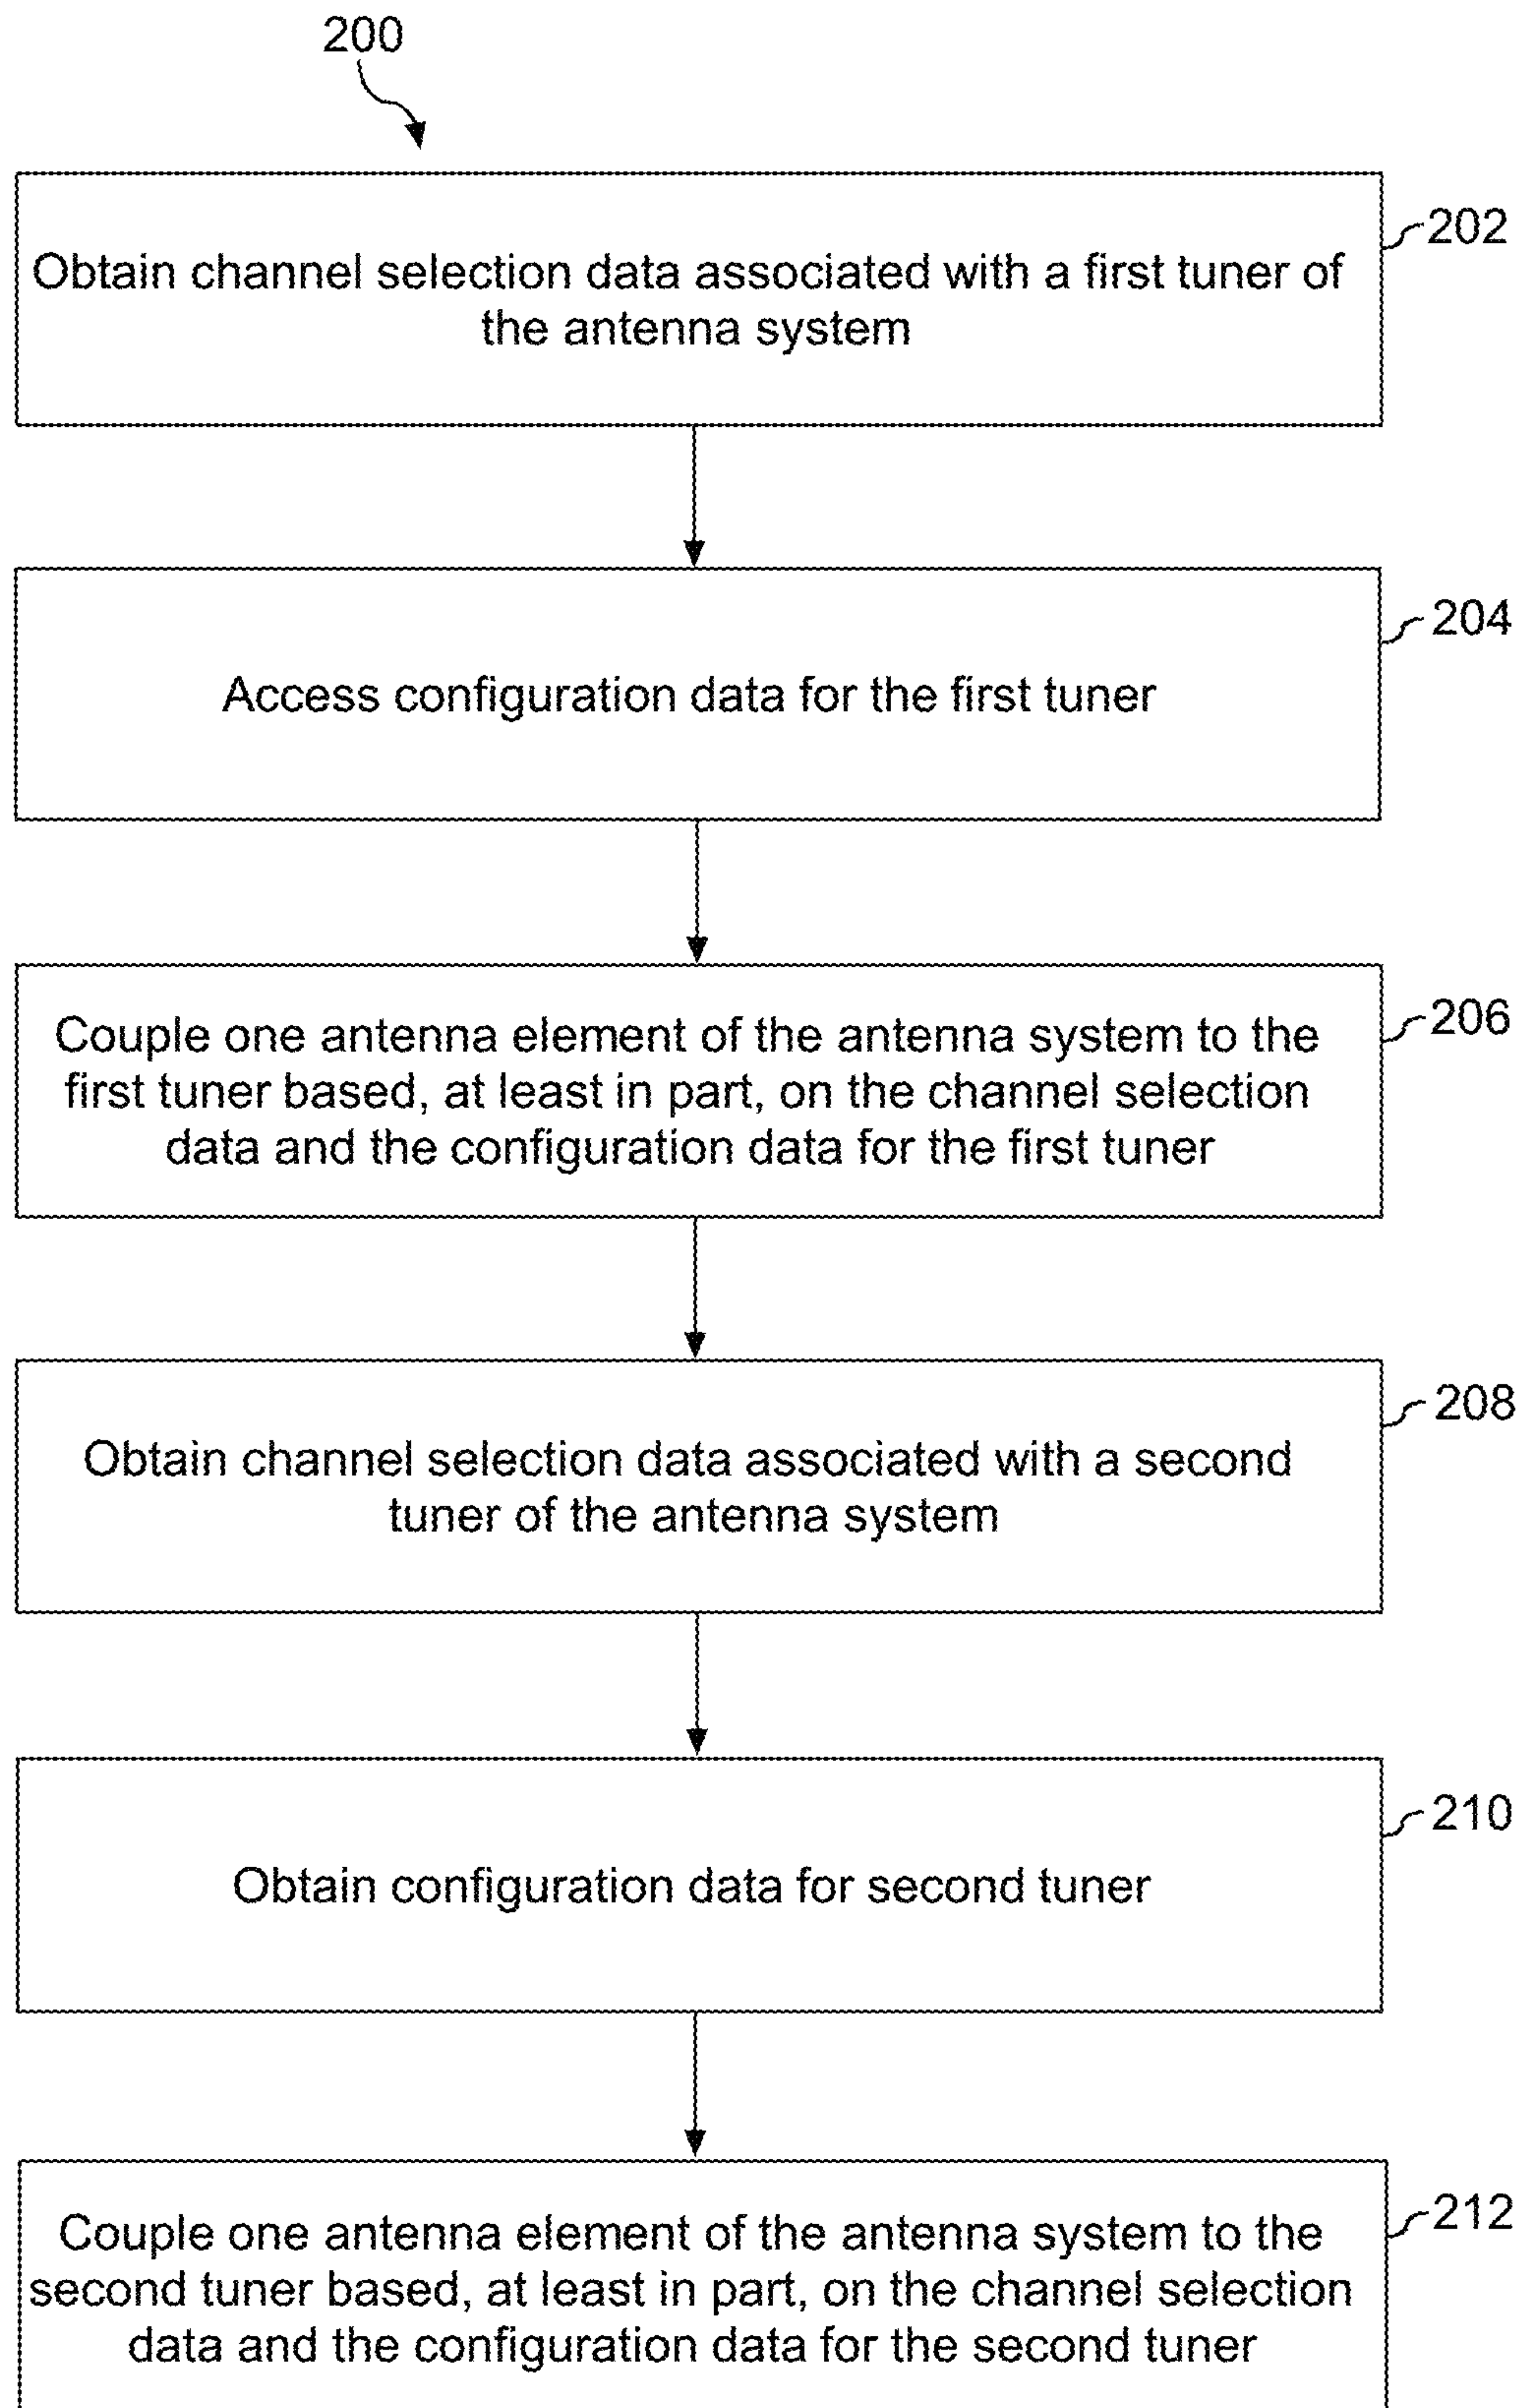 200
202
Obtain channel selection data associated with a first tuner of
the antenna system
204
Access configuration data for the first tuner
206
Couple one antenna element of the antenna system to the
first tuner based, at least in part, on the channel selection
data and the configuration data for the first tuner
208
Obtain channel selection data associated with a second
tuner of the antenna system
210
Obtain configuration data for second tuner
212
Couple one antenna element of the antenna system to the
second tuner based, at least in part, on the channel selection
data and the configuration data for the second tuner